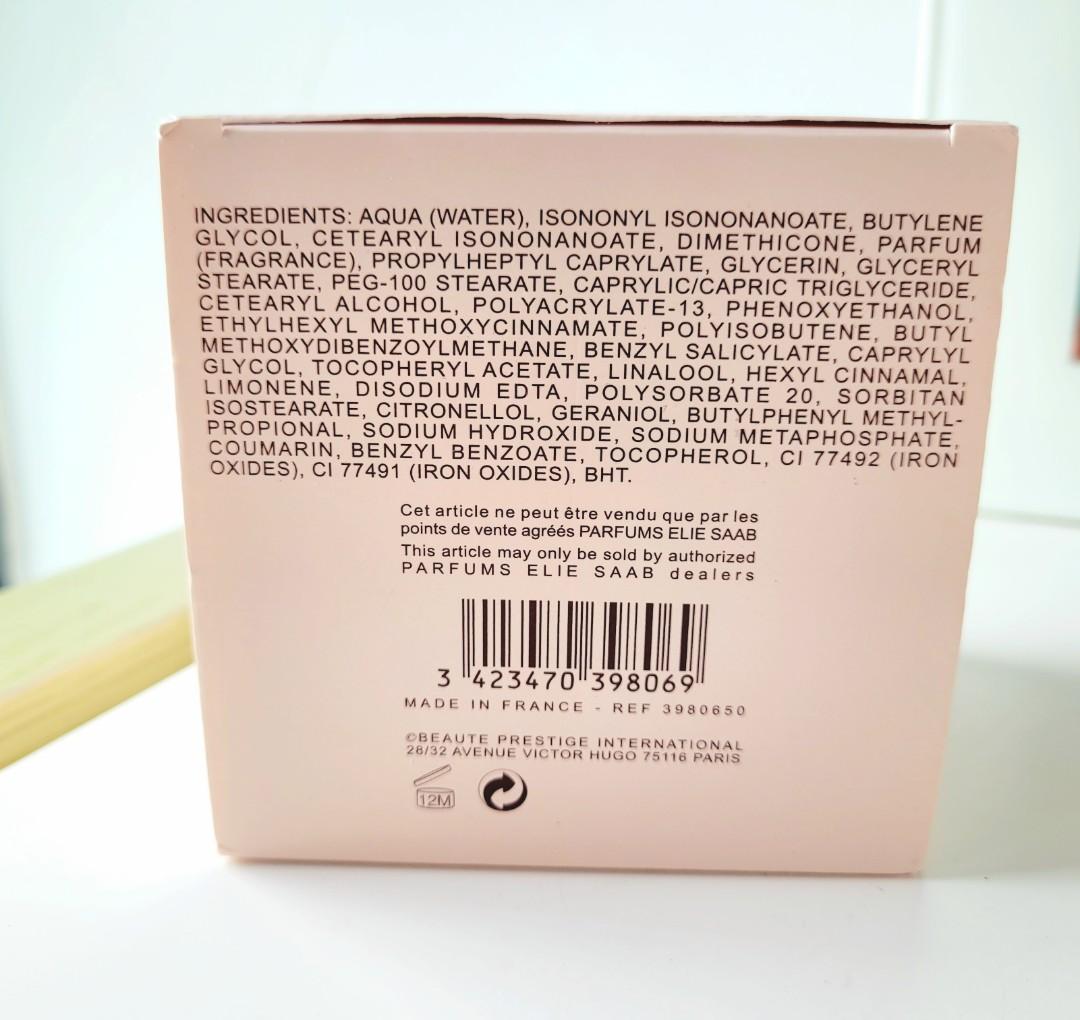 INGREDIENTS: AQUA (WATER), ISONONYL ISONONANOATE, BUTYLENE
GLYCOL, CETEARYL ISONONANOATE, DIMETHICONE, PARFUM
(FRAGRANCE), PROPYLHEPTYL CAPRYLATE, GLYCERIN, GLYCERYL
STEARATE, PEG-100 STEARATE, CAPRYLIC/CAPRIC TRIGLYCERIDE,
CETEARYL ALCOHOL, POLYACRYLATE-13, PHENOXYETHANOL,
ETHYLHEXYL METHOXYCINNAMATE, POLYISOBUTENE, BUTYL
METHOXYDIBENZOYLMETHANE, BENZYL SALICYLATE, CAPRYLYL
GLYCOL, TOCOPHERYL ACETATE, LINALOOL, HEXYL CINNAMAL,
LIMONENE, DISODIUM EDTA, POLYSORBATE 20, SORBITAN
ISOSTEARATE, CITRONELLOL, GERANIOL, BUTYLPHENYL METHYL-
PROPIONAL, SODIUM HYDROXIDE, SODIUM METAPHOSPHATE,
COUMARIN, BENZYL BENZOATE, TOCOPHEROL, CI 77492 (IRON
OXIDES), CI 77491 (IRON OXIDES), BHT.
Cet article ne peut être vendu que par les
points de vente agréés PARFUMS ELIE SAAB
This article may only be sold by authorized
PARFUMS ELIE SAAB dealers
3 423470 398069
MADE IN FRANCE - REF 3980650
©BEAUTE PRESTIGE INTERNATIONAL
28/32 AVENUE VICTOR HUGO 75116 PARIS
12M